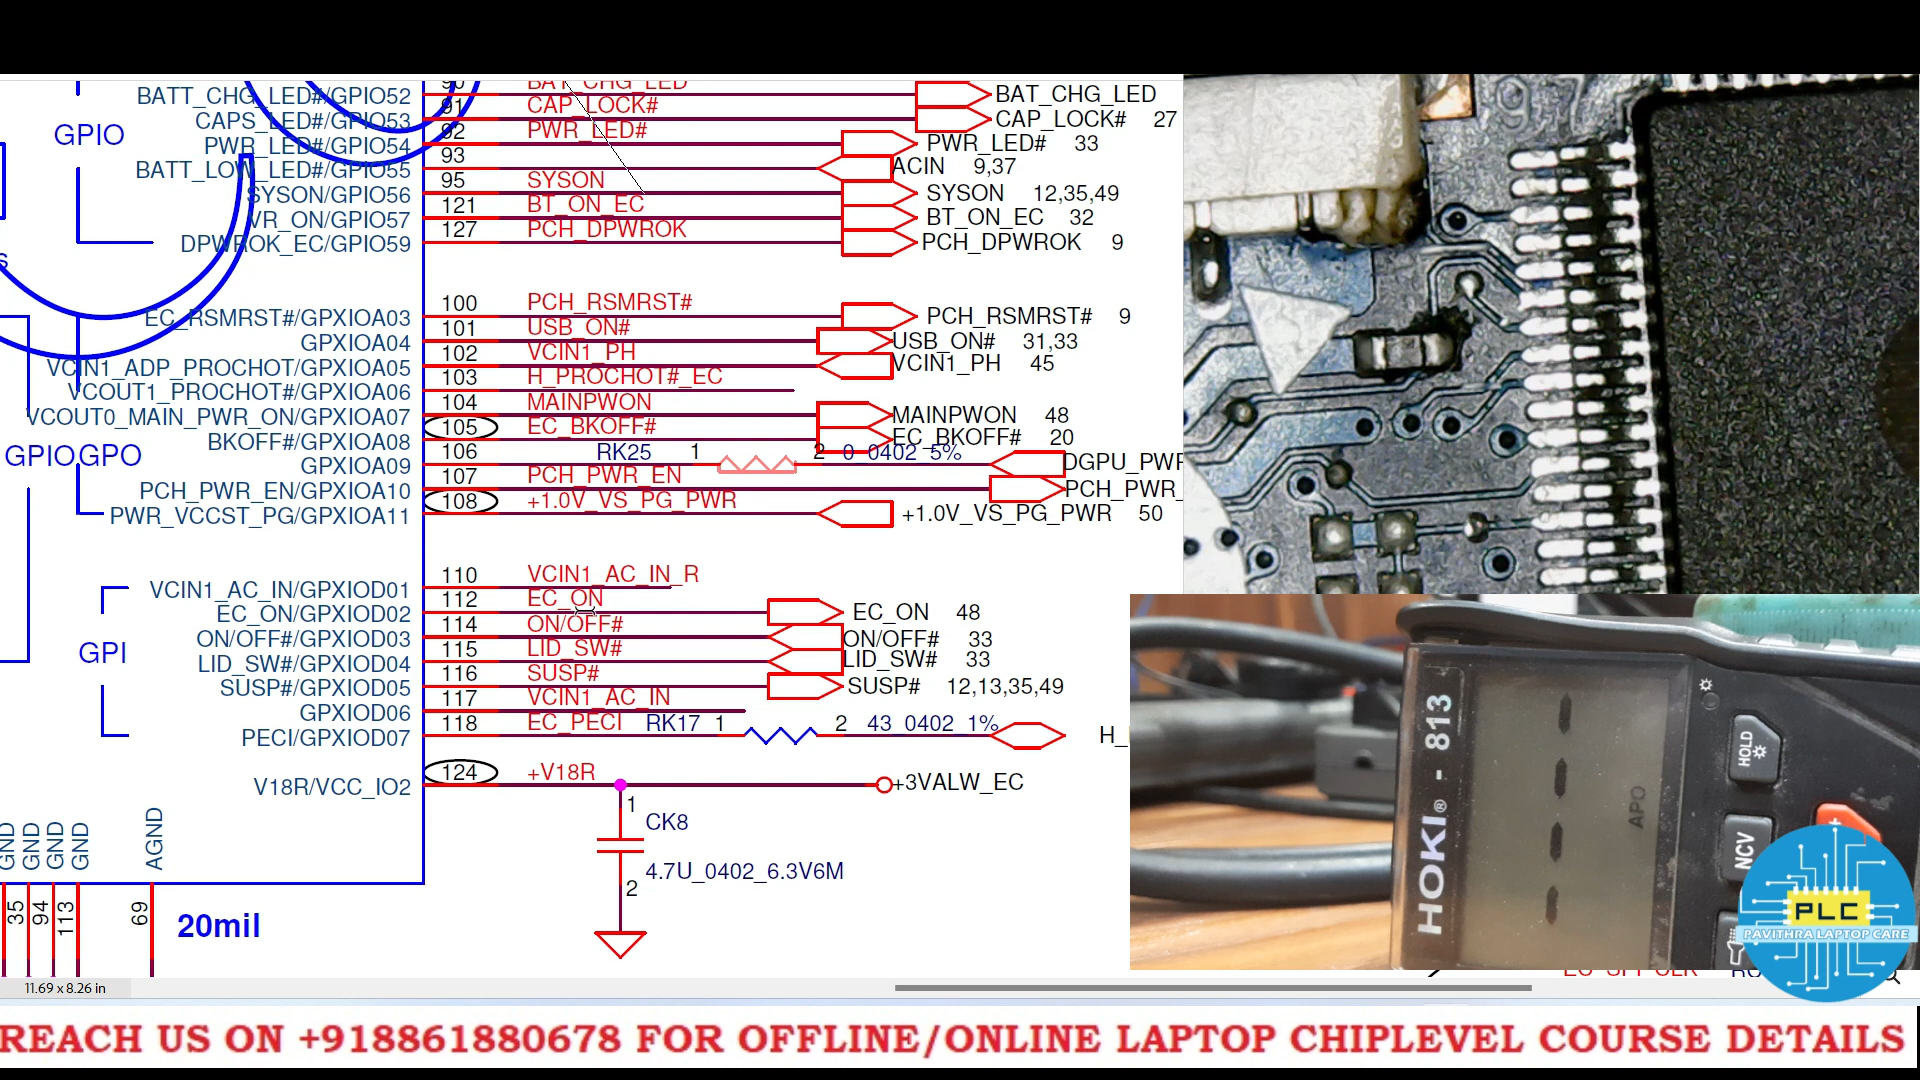 BATT_CHG_LED#/GPIO52 90 BAT_CHG_LED BAT_CHG_LED
CAPS_LED#/GPIO53 91 CAP_LOCK# CAP_LOCK# 27
GPIO
PWR_LED#/GPIO54 92 PWR_LED# PWR_LED# 33
BATT_LOW_LED#/GPIO55 93 ACIN 9,37
SYSON/GPIO56 95 SYSON SYSON 12,35,49
VR_ON/GPIO57 121 BT_ON_EC BT_ON_EC 32
DPWROK_EC/GPIO59 127 PCH_DPWROK PCH_DPWROK 9
s
EC_RSMRST#/GPXIOA03 100 PCH_RSMRST# PCH_RSMRST# 9
GPXIOA04 101 USB_ON# USB_ON# 31,33
VCIN1_ADP_PROCHOT/GPXIOA05 102 VCIN1_PH VCIN1_PH 45
VCOUT1_PROCHOT#/GPXIOA06 103 H_PROCHOT#_EC
VCOUT0_MAIN_PWR_ON/GPXIOA07 104 MAINPWON MAINPWON 48
BKOFF#/GPXIOA08 105 EC_BKOFF# EC_BKOFF# 20
GPIO GPO
GPXIOA09 106 RK25 1 2 0_0402_5% DGPU_PWR
PCH_PWR_EN/GPXIOA10 107 PCH_PWR_EN PCH_PWR_
PWR_VCCST_PG/GPXIOA11 108 +1.0V_VS_PG_PWR +1.0V_VS_PG_PWR 50
VCIN1_AC_IN/GPXIOD01 110 VCIN1_AC_IN_R
EC_ON/GPXIOD02 112 EC_ON EC_ON 48
ON/OFF#/GPXIOD03 114 ON/OFF# ON/OFF# 33
GPI
LID_SW#/GPXIOD04 115 LID_SW# LID_SW# 33
SUSP#/GPXIOD05 116 SUSP# SUSP# 12,13,35,49
GPXIOD06 117 VCIN1_AC_IN
PECI/GPXIOD07 118 EC_PECI RK17 1 2 43_0402_1% H_
V18R/VCC_IO2 124 +V18R +3VALW_EC
1
CK8
4.7U_0402_6.3V6M
2
GND GND GND GND AGND
35 94 113 69
20mil
11.69 x 8.26 in
HOKI® - 813
APO
HOLD
NCV
PLC
PAVITHRA LAPTOP CARE
REACH US ON +918861880678 FOR OFFLINE/ONLINE LAPTOP CHIPLEVEL COURSE DETAILS